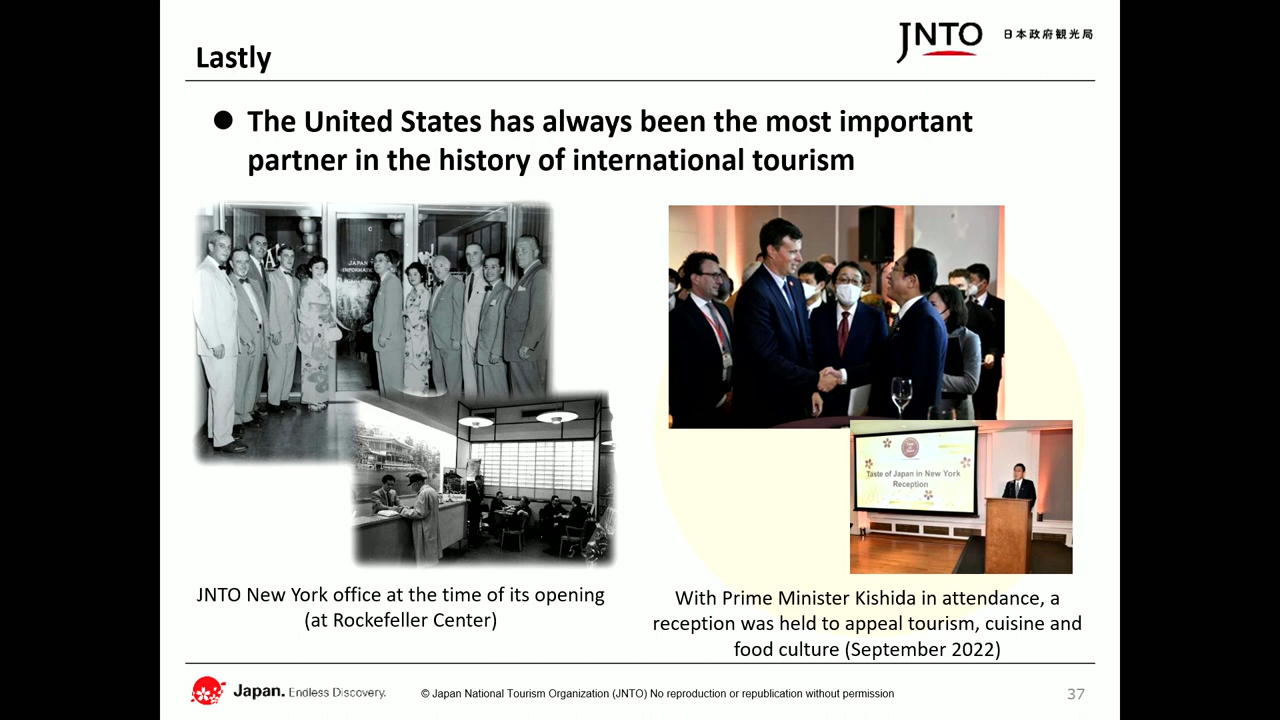 JNTO 日本政府観光局
Lastly
● The United States has always been the most important
partner in the history of international tourism
JAPAN
Taste of Japan in New York
Reception
JNTO New York office at the time of its opening
(at Rockefeller Center)
With Prime Minister Kishida in attendance, a
reception was held to appeal tourism, cuisine and
food culture (September 2022)
Japan. Endless Discovery.
© Japan National Tourism Organization (JNTO) No reproduction or republication without permission
37